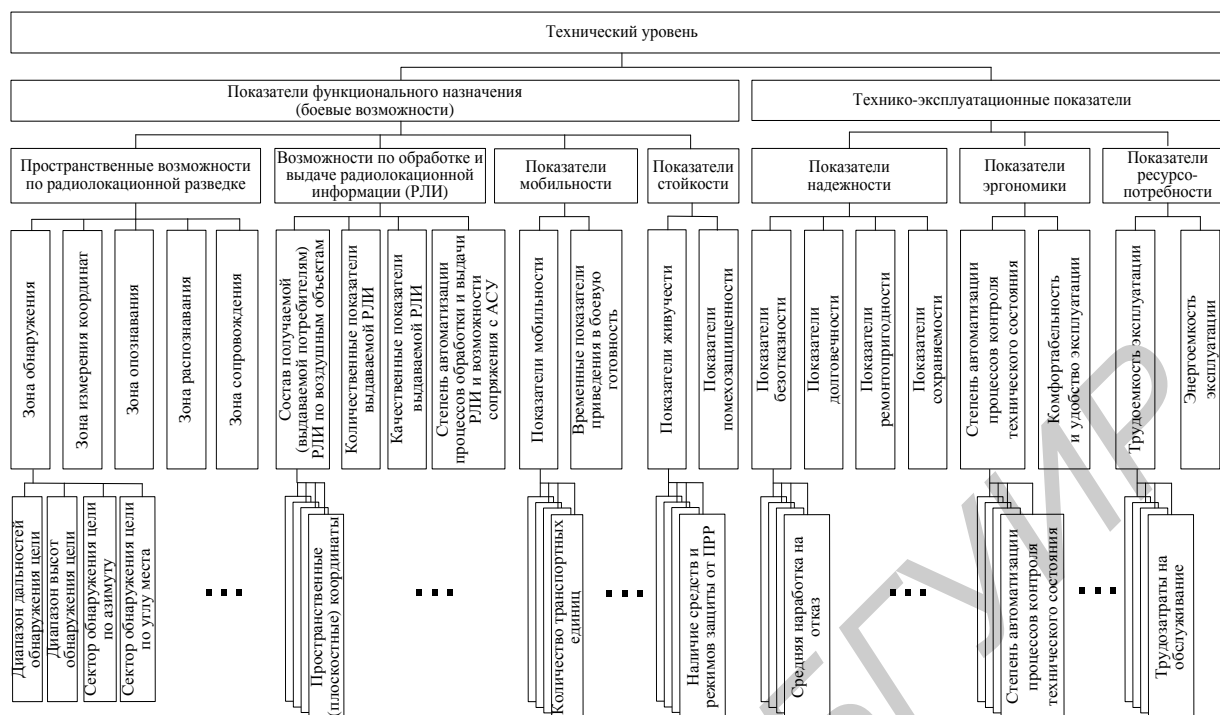 Технический уровень
Показатели функционального назначения
(боевые возможности)
Технико-эксплуатационные показатели
Пространственные возможности
по радиолокационной разведке
Возможности по обработке и
выдаче радиолокационной
информации (РЛИ)
Показатели
мобильности
Показатели
стойкости
Показатели
надежности
Показатели
эргономики
Показатели
ресурсо-
потребности
Зона обнаружения
Зона измерения координат
Зона опознавания
Зона распознавания
Зона сопровождения
Состав получаемой
(выдаваемой потребителям)
РЛИ по воздушным объектам
Количественные показатели
выдаваемой РЛИ
Качественные показатели
выдаваемой РЛИ
Степень автоматизации
процессов обработки и выдачи
РЛИ и возможности
сопряжения с АСУ
Показатели мобильности
Временные показатели
приведения в боевую
готовность
Показатели живучести
Показатели
помехозащищенности
Показатели
безотказности
Показатели
долговечности
Показатели
ремонтопригодности
Показатели
сохраняемости
Степень автоматизации
процессов контроля
технического состояния
Комфортабельность
и удобство эксплуатации
Трудоемкость эксплуатации
Энергоемкость
эксплуатации
Диапазон дальностей
обнаружения цели
Диапазон высот
обнаружения цели
Сектор обнаружения цели
по азимуту
Сектор обнаружения цели
по углу места
Пространственные
(плоскостные) координаты
Количество транспортных
единиц
Наличие средств и
режимов защиты от ПРР
Средняя наработка на
отказ
Степень автоматизации
процессов контроля
технического состояния
Трудозатраты на
обслуживание
БГУИР